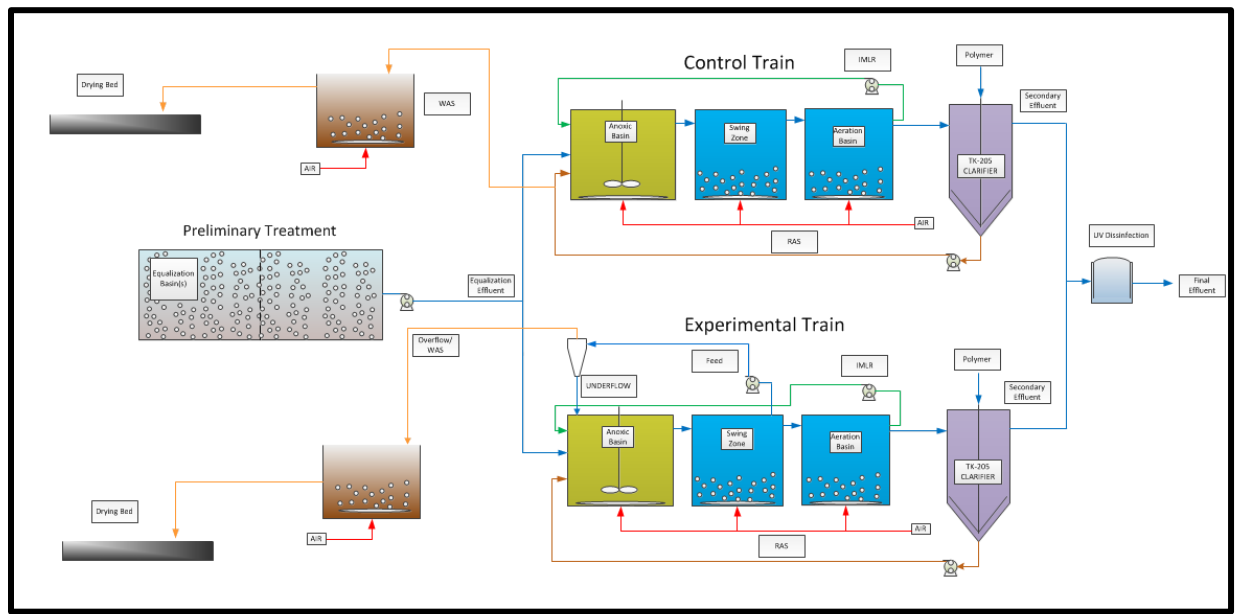 Control Train
IMLR
Polymer
Drying Bed
WAS
Secondary
Effluent
Anoxic
Basin
Swing
Zone
Aeration
Basin
TK-205
CLARIFIER
AIR
AIR
RAS
Preliminary Treatment
UV Dissinfection
Equalization
Basin(s)
Equalization
Effluent
Final
Effluent
Experimental Train
Overflow/
WAS
Feed
IMLR
Polymer
UNDERFLOW
Secondary
Effluent
Anoxic
Basin
Swing
Zone
Aeration
Basin
TK-205
CLARIFIER
Drying Bed
AIR
AIR
RAS